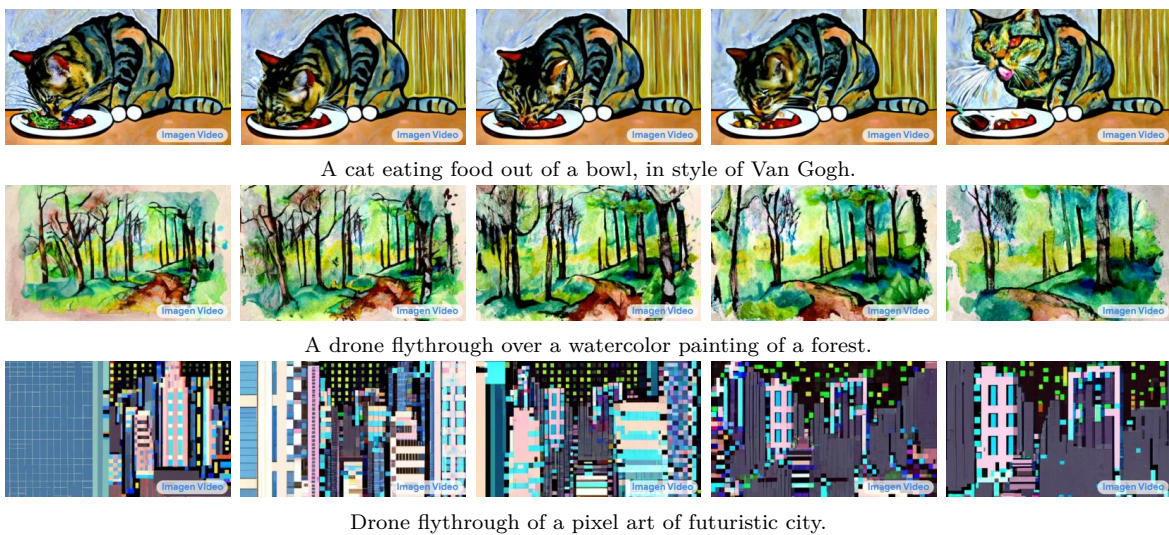 Imagen Video Imagen Video Imagen Video Imagen Video Imagen Video
A cat eating food out of a bowl, in style of Van Gogh.
Imagen Video Imagen Video Imagen Video Imagen Video Imagen Video
A drone flythrough over a watercolor painting of a forest.
Imagen Video Imagen Video Imagen Video Imagen Video Imagen Video
Drone flythrough of a pixel art of futuristic city.